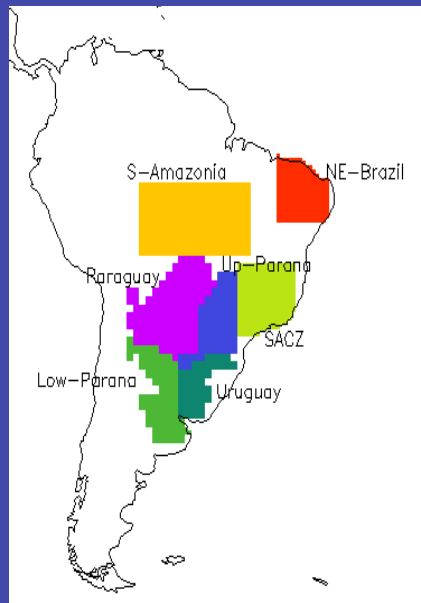 S-Amazonia
NE-Brazil
Paraguay
Up-Parana
SACZ
Low-Parana
Uruguay